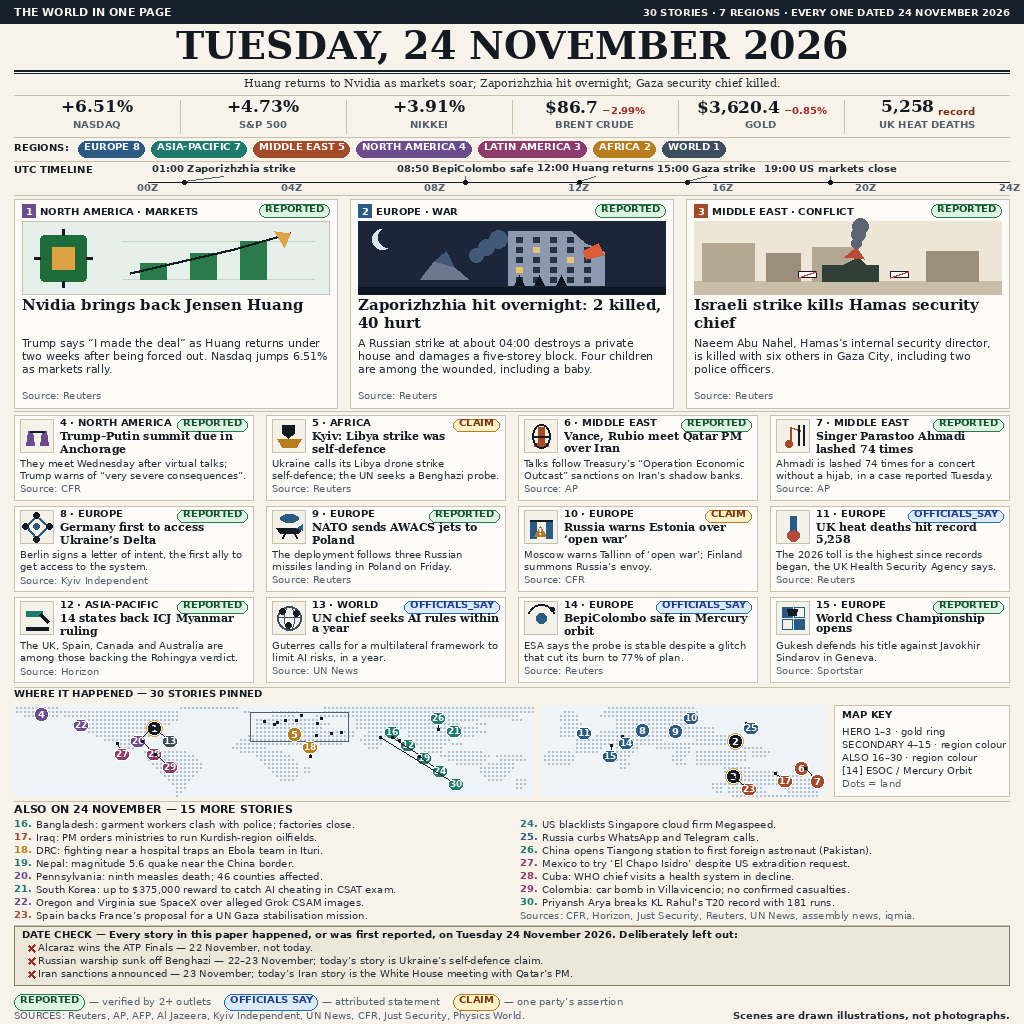 THE WORLD IN ONE PAGE
30 STORIES · 7 REGIONS · EVERY ONE DATED 24 NOVEMBER 2026
TUESDAY, 24 NOVEMBER 2026
Huang returns to Nvidia as markets soar; Zaporizhzhia hit overnight; Gaza security chief killed.
+6.51%
NASDAQ
+4.73%
S&P 500
+3.91%
NIKKEI
$86.7 −2.99%
BRENT CRUDE
$3,620.4 −0.85%
GOLD
5,258 record
UK HEAT DEATHS
REGIONS: EUROPE 8 ASIA-PACIFIC 7 MIDDLE EAST 5 NORTH AMERICA 4 LATIN AMERICA 3 AFRICA 2 WORLD 1
UTC TIMELINE
01:00 Zaporizhzhia strike 08:50 BepiColombo safe 12:00 Huang returns 15:00 Gaza strike 19:00 US markets close
00Z 04Z 08Z 12Z 16Z 20Z 24Z
1 NORTH AMERICA · MARKETS REPORTED
Nvidia brings back Jensen Huang
Trump says “I made the deal” as Huang returns under
two weeks after being forced out. Nasdaq jumps 6.51%
as markets rally.
Source: Reuters
2 EUROPE · WAR REPORTED
Zaporizhzhia hit overnight: 2 killed,
40 hurt
A Russian strike at about 04:00 destroys a private
house and damages a five-storey block. Four children
are among the wounded, including a baby.
Source: Reuters
3 MIDDLE EAST · CONFLICT REPORTED
Israeli strike kills Hamas security
chief
Naeem Abu Nahel, Hamas’s internal security director,
is killed with six others in Gaza City, including two
police officers.
Source: Reuters
4 · NORTH AMERICA REPORTED
Trump–Putin summit due in
Anchorage
They meet Wednesday after virtual talks;
Trump warns of “very severe consequences”.
Source: CFR
5 · AFRICA CLAIM
Kyiv: Libya strike was
self-defence
Ukraine calls its Libya drone strike
self-defence; the UN seeks a Benghazi probe.
Source: Reuters
6 · MIDDLE EAST REPORTED
Vance, Rubio meet Qatar PM
over Iran
Talks follow Treasury’s “Operation Economic
Outcast” sanctions on Iran’s shadow banks.
Source: AP
7 · MIDDLE EAST REPORTED
Singer Parastoo Ahmadi
lashed 74 times
Ahmadi is lashed 74 times for a concert
without a hijab, in a case reported Tuesday.
Source: AP
8 · EUROPE REPORTED
Germany first to access
Ukraine’s Delta
Berlin signs a letter of intent, the first ally to
get access to the system.
Source: Kyiv Independent
9 · EUROPE REPORTED
NATO sends AWACS jets to
Poland
The deployment follows three Russian
missiles landing in Poland on Friday.
Source: Reuters
10 · EUROPE CLAIM
Russia warns Estonia over
‘open war’
Moscow warns Tallinn of ‘open war’; Finland
summons Russia’s envoy.
Source: CFR
11 · EUROPE OFFICIALS_SAY
UK heat deaths hit record
5,258
The 2026 toll is the highest since records
began, the UK Health Security Agency says.
Source: Reuters
12 · ASIA-PACIFIC REPORTED
14 states back ICJ Myanmar
ruling
The UK, Spain, Canada and Australia are
among those backing the Rohingya verdict.
Source: Horizon
13 · WORLD OFFICIALS_SAY
UN chief seeks AI rules within
a year
Guterres calls for a multilateral framework to
limit AI risks, in a year.
Source: UN News
14 · EUROPE OFFICIALS_SAY
BepiColombo safe in Mercury
orbit
ESA says the probe is stable despite a glitch
that cut its burn to 77% of plan.
Source: Reuters
15 · EUROPE REPORTED
World Chess Championship
opens
Gukesh defends his title against Javokhir
Sindarov in Geneva.
Source: Sportstar
WHERE IT HAPPENED — 30 STORIES PINNED
4 22 1 13 27 29 5 18 26 21 16 12 19 24 30
11 8 9 10 25 14 15 2 3 23 17 6 7
MAP KEY
HERO 1–3 · gold ring
SECONDARY 4–15 · region colour
ALSO 16–30 · region colour
[14] ESOC / Mercury Orbit
Dots = land
ALSO ON 24 NOVEMBER — 15 MORE STORIES
16. Bangladesh: garment workers clash with police; factories close.
17. Iraq: PM orders ministries to run Kurdish-region oilfields.
18. DRC: fighting near a hospital traps an Ebola team in Ituri.
19. Nepal: magnitude 5.6 quake near the China border.
20. Pennsylvania: ninth measles death; 46 counties affected.
21. South Korea: up to $375,000 reward to catch AI cheating in CSAT exam.
22. Oregon and Virginia sue SpaceX over alleged Grok CSAM images.
23. Spain backs France’s proposal for a UN Gaza stabilisation mission.
24. US blacklists Singapore cloud firm Megaspeed.
25. Russia curbs WhatsApp and Telegram calls.
26. China opens Tiangong station to first foreign astronaut (Pakistan).
27. Mexico to try ‘El Chapo Isidro’ despite US extradition request.
28. Cuba: WHO chief visits a health system in decline.
29. Colombia: car bomb in Villavicencio; no confirmed casualties.
30. Priyansh Arya breaks KL Rahul’s T20 record with 181 runs.
Sources: CFR, Horizon, Just Security, Reuters, UN News, assembly news, iqmia.
DATE CHECK — Every story in this paper happened, or was first reported, on Tuesday 24 November 2026. Deliberately left out:
Alcaraz wins the ATP Finals — 22 November, not today.
Russian warship sunk off Benghazi — 22–23 November; today’s story is Ukraine’s self-defence claim.
Iran sanctions announced — 23 November; today’s Iran story is the White House meeting with Qatar’s PM.
REPORTED — verified by 2+ outlets OFFICIALS SAY — attributed statement CLAIM — one party’s assertion
SOURCES: Reuters, AP, AFP, Al Jazeera, Kyiv Independent, UN News, CFR, Just Security, Physics World.
Scenes are drawn illustrations, not photographs.